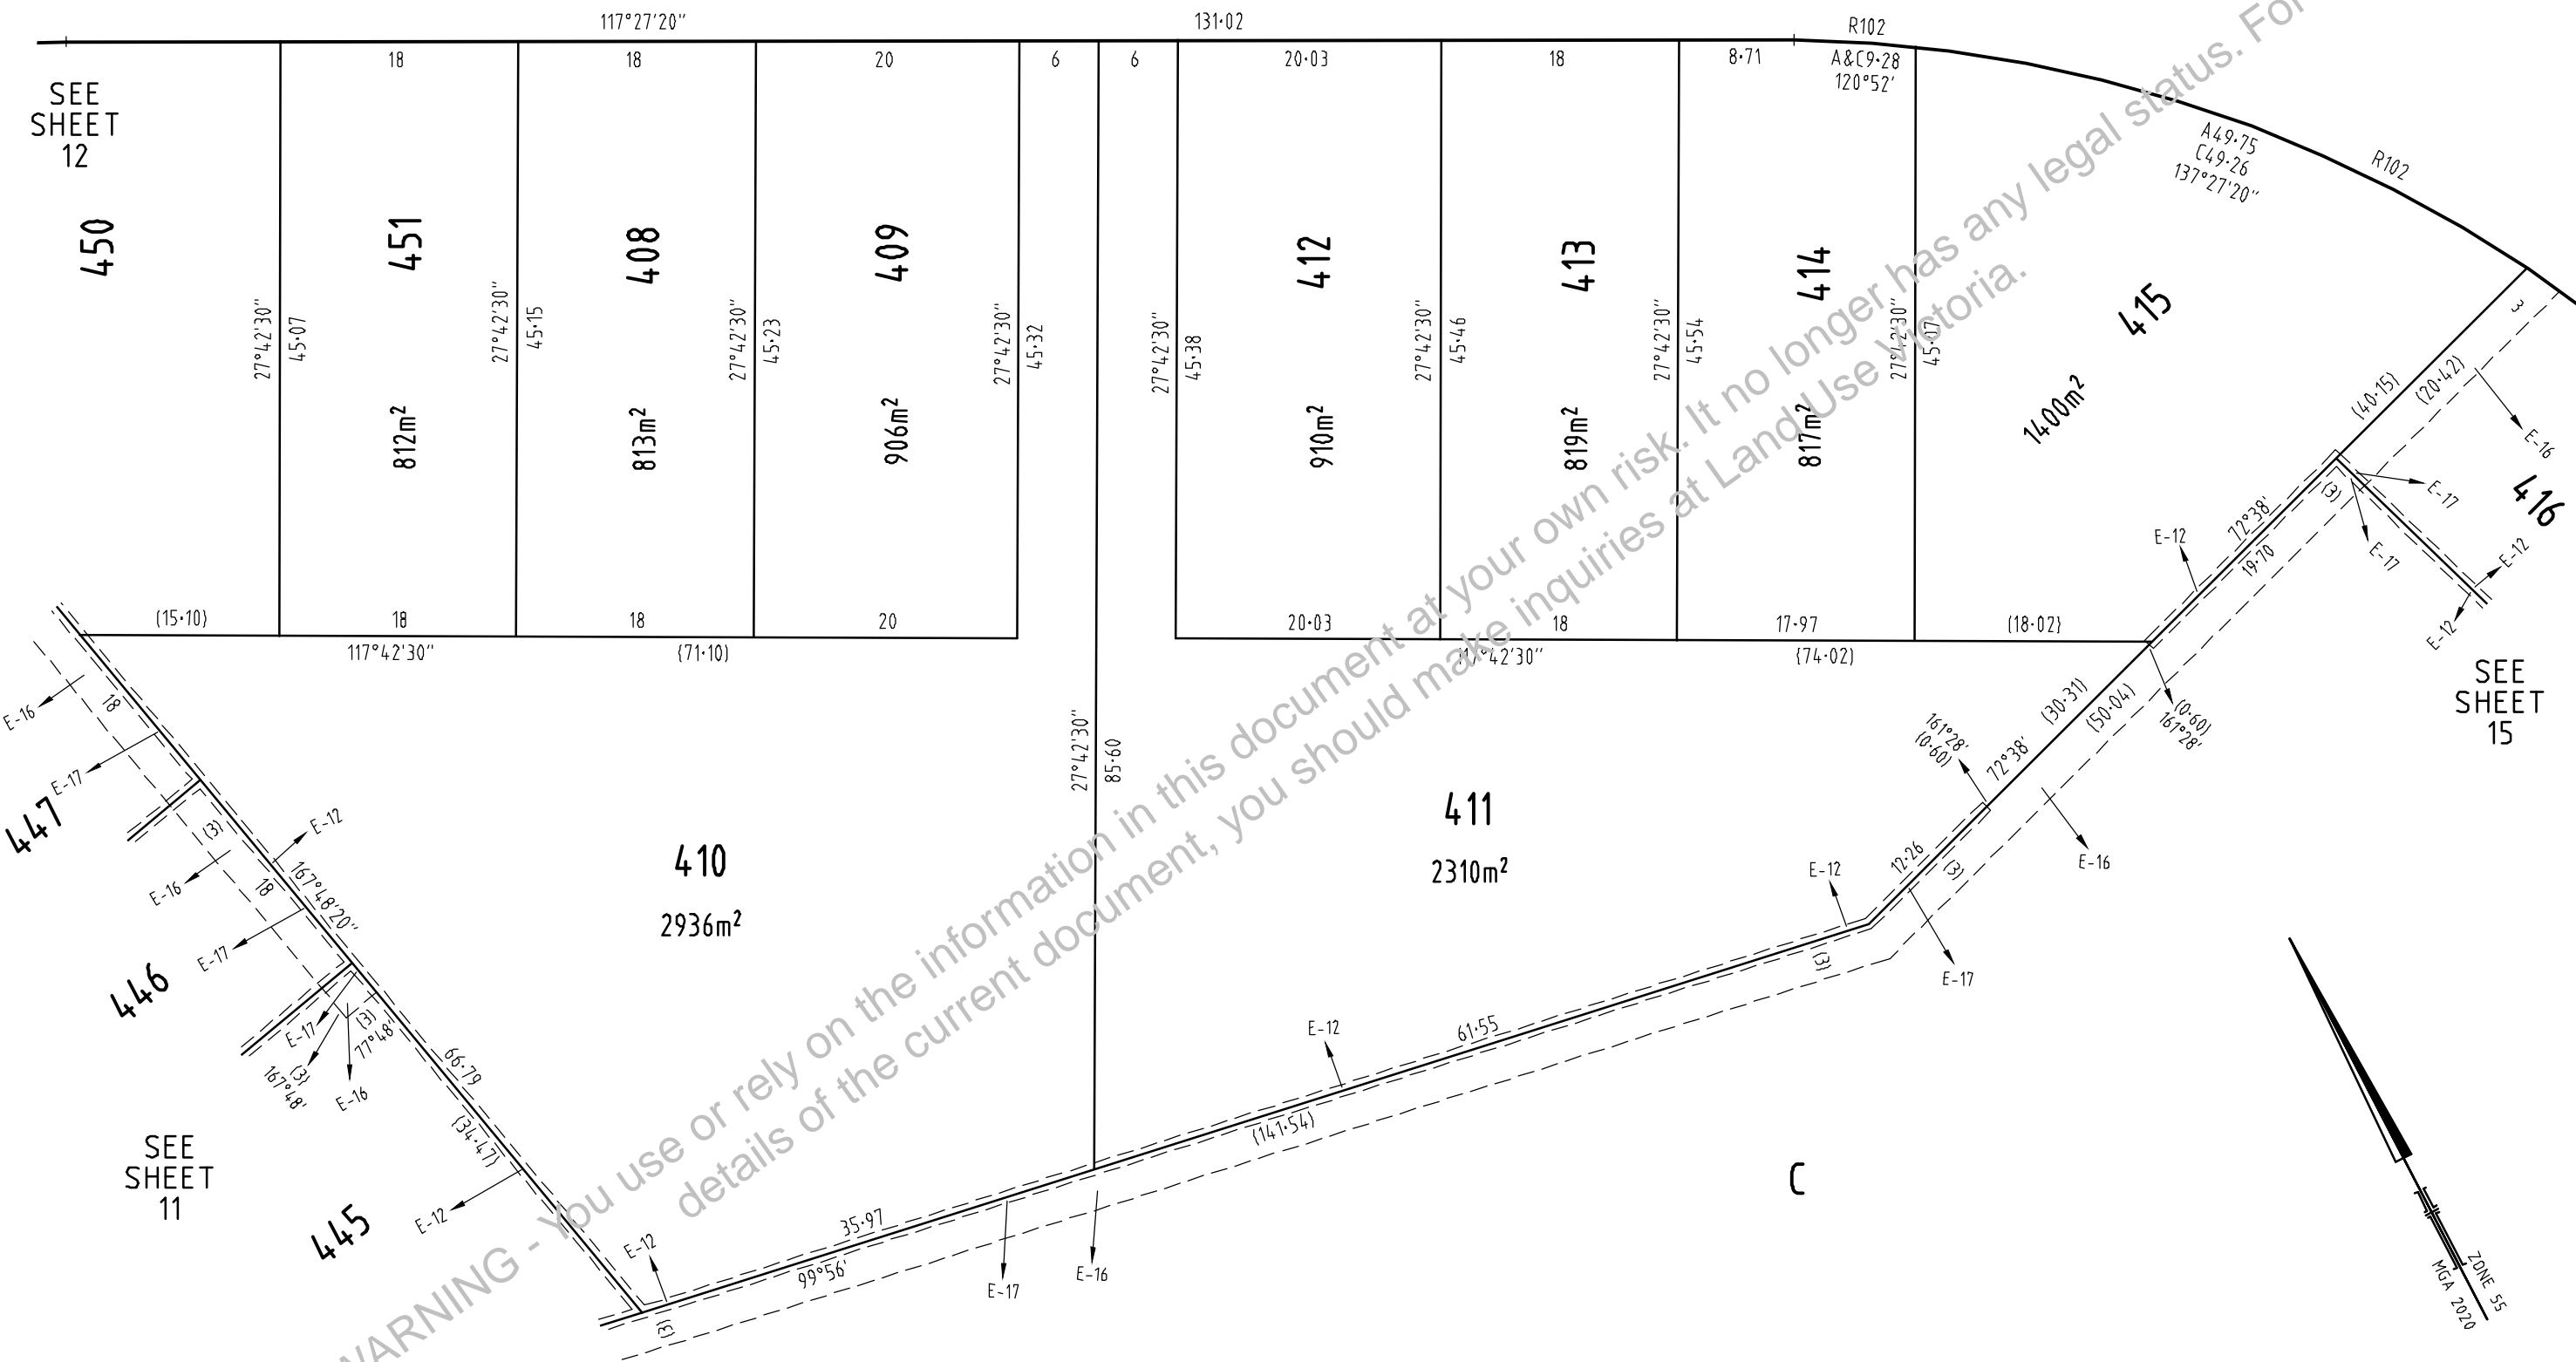 117°27'20"
131·02
R102
18
18
20
6
6
20·03
18
8·71
A&C9·28
120°52'
SEE
SHEET
12
A49·75
C49·26
137°27'20"
R102
450
451
408
409
412
413
414
415
416
27°42'30"
45·07
27°42'30"
45·15
27°42'30"
45·23
27°42'30"
45·32
27°42'30"
45·38
27°42'30"
45·46
27°42'30"
45·54
27°42'30"
45·07
3
(40·15)
(20·42)
E-16
812m²
813m²
906m²
910m²
819m²
817m²
1400m²
E-17
E-17
(3)
E-12
72°38'
19·70
E-12
E-12
(15·10)
18
18
20
20·03
18
17·97
(18·02)
117°42'30"
(71·10)
117°42'30"
(74·02)
SEE
SHEET
15
E-16
18
E-17
447
(3)
E-12
E-16
18
167°48'20"
E-17
446
E-17
(3)
77°48'
(3)
167°48'
E-16
66·79
(34·47)
E-12
SEE
SHEET
11
445
410
2936m²
27°42'30"
85·60
411
2310m²
161°28'
(0·60)
(30·31)
(50·04)
72°38'
(0·60)
161°28'
12·26
(3)
E-12
E-16
E-17
(3)
E-12
61·55
(141·54)
E-12
35·97
99°56'
(3)
E-17
E-16
C
MGA 2020
ZONE 55
WARNING - You use or rely on the information in this document at your own risk. It no longer has any legal status. For
details of the current document, you should make inquiries at Land Use Victoria.